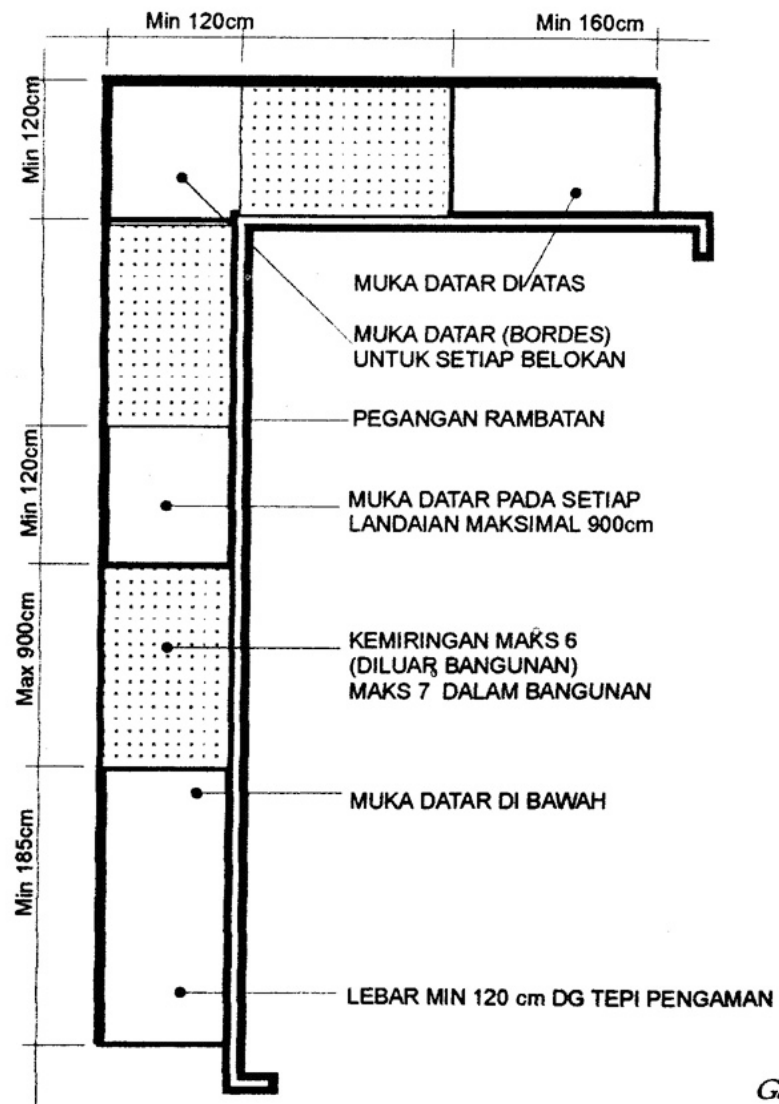 Min 120cm
Min 160cm
Min 120cm
MUKA DATAR DI ATAS
MUKA DATAR (BORDES)
UNTUK SETIAP BELOKAN
PEGANGAN RAMBATAN
Min 120cm
MUKA DATAR PADA SETIAP
LANDAIAN MAKSIMAL 900cm
Max 900cm
KEMIRINGAN MAKS 6
(DILUAR BANGUNAN)
MAKS 7 DALAM BANGUNAN
MUKA DATAR DI BAWAH
Min 185cm
LEBAR MIN 120 cm DG TEPI PENGAMAN